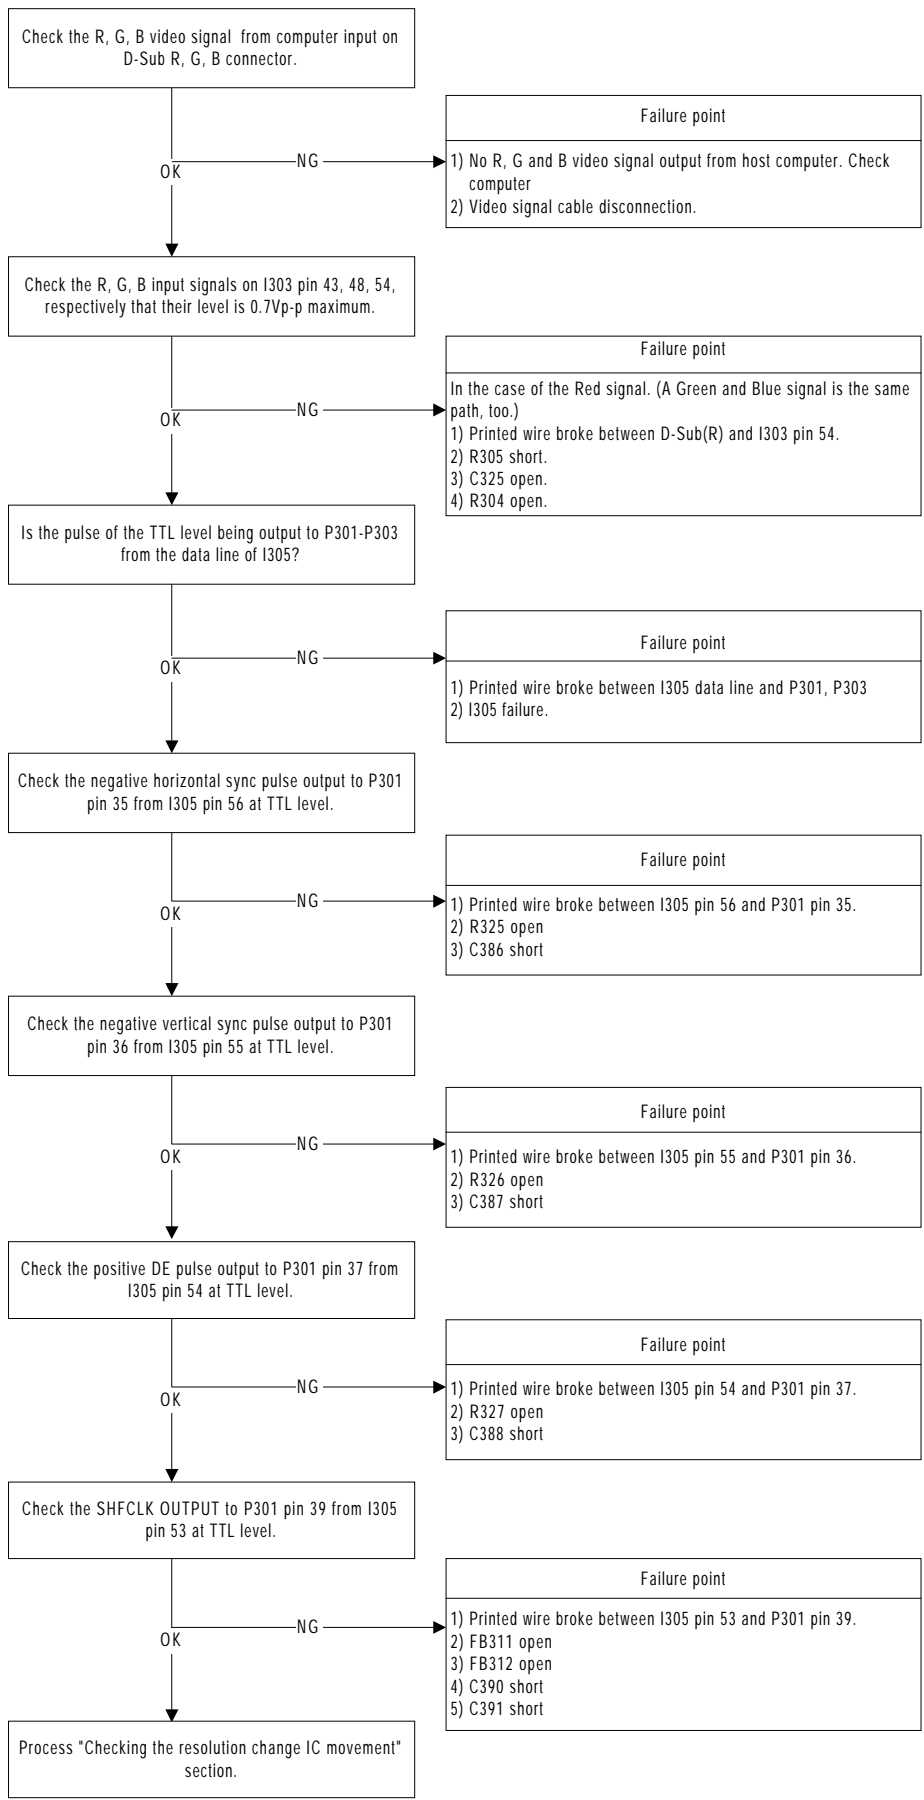 Check the R, G, B video signal from computer input on
D-Sub R, G, B connector.
Failure point
NG
1) No R, G and B video signal output from host computer. Check
computer
2) Video signal cable disconnection.
OK
Check the R, G, B input signals on I303 pin 43, 48, 54,
respectively that their level is 0.7Vp-p maximum.
Failure point
In the case of the Red signal. (A Green and Blue signal is the same
path, too.)
NG
OK
1) Printed wire broke between D-Sub(R) and I303 pin 54.
2) R305 short.
3) C325 open.
4) R304 open.
Is the pulse of the TTL level being output to P301-P303
from the data line of I305?
Failure point
NG
OK
1) Printed wire broke between I305 data line and P301, P303
2) I305 failure.
Check the negative horizontal sync pulse output to P301
pin 35 from I305 pin 56 at TTL level.
Failure point
NG
OK
1) Printed wire broke between I305 pin 56 and P301 pin 35.
2) R325 open
3) C386 short
Check the negative vertical sync pulse output to P301
pin 36 from I305 pin 55 at TTL level.
Failure point
NG
OK
1) Printed wire broke between I305 pin 55 and P301 pin 36.
2) R326 open
3) C387 short
Check the positive DE pulse output to P301 pin 37 from
I305 pin 54 at TTL level.
Failure point
NG
OK
1) Printed wire broke between I305 pin 54 and P301 pin 37.
2) R327 open
3) C388 short
Check the SHFCLK OUTPUT to P301 pin 39 from I305
pin 53 at TTL level.
Failure point
NG
OK
1) Printed wire broke between I305 pin 53 and P301 pin 39.
2) FB311 open
3) FB312 open
4) C390 short
5) C391 short
Process "Checking the resolution change IC movement"
section.